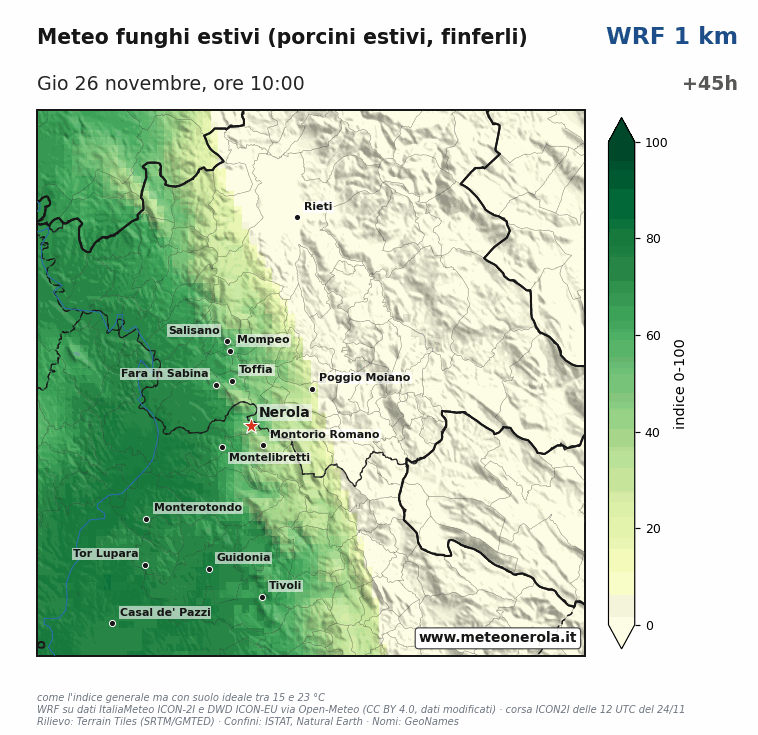 Meteo funghi estivi (porcini estivi, finferli)
WRF 1 km
Gio 26 novembre, ore 10:00
+45h
Rieti
Salisano
Mompeo
Toffia
Fara in Sabina
Poggio Moiano
Nerola
Montorio Romano
Montelibretti
Monterotondo
Tor Lupara
Guidonia
Tivoli
Casal de' Pazzi
www.meteonerola.it
100
80
60
40
20
0
indice 0-100
come l'indice generale ma con suolo ideale tra 15 e 23 °C
WRF su dati ItaliaMeteo ICON-2I e DWD ICON-EU via Open-Meteo (CC BY 4.0, dati modificati) · corsa ICON2I delle 12 UTC del 24/11
Rilievo: Terrain Tiles (SRTM/GMTED) · Confini: ISTAT, Natural Earth · Nomi: GeoNames